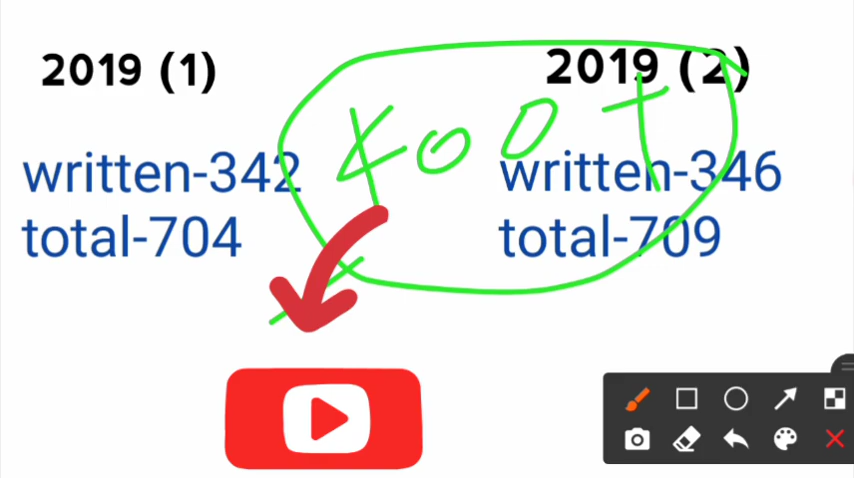 2019 (1)
written-342
total-704
400+
2019 (2)
written-346
total-709